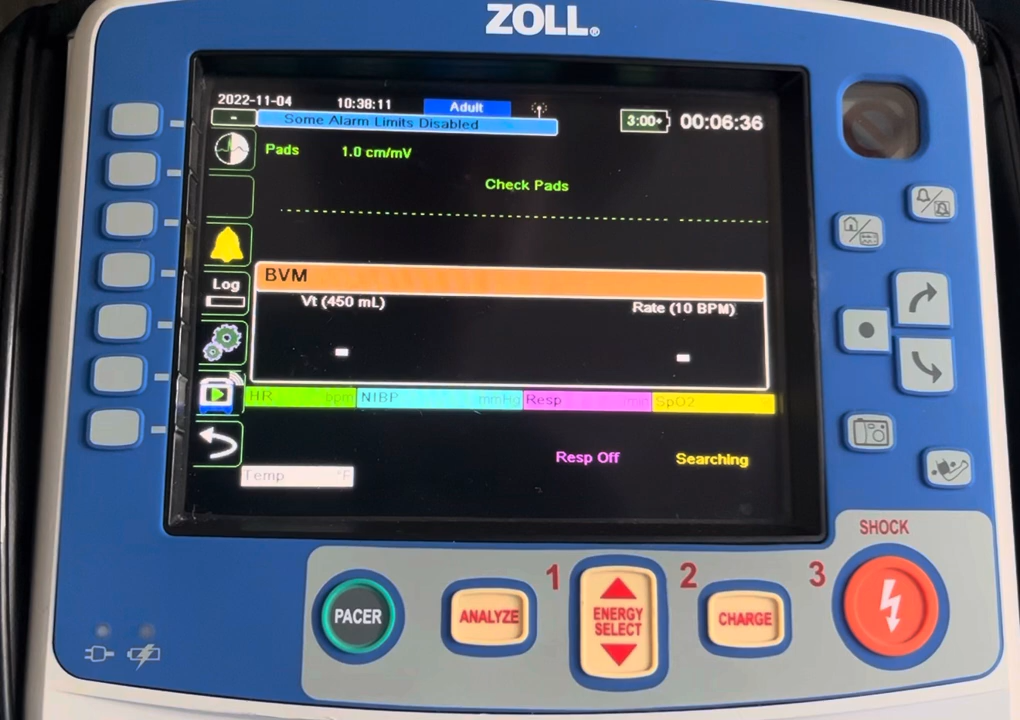 ZOLL®
2022-11-04 10:38:11 Adult
3:00+ 00:06:36
- Some Alarm Limits Disabled
Pads 1.0 cm/mV
Check Pads
BVM
Log
Vt (450 mL) Rate (10 BPM)
- -
HR bpm NIBP mmHg Resp SpO2 %
Resp Off Searching
Temp °F
SHOCK
1 2 3
PACER ANALYZE ENERGY SELECT CHARGE